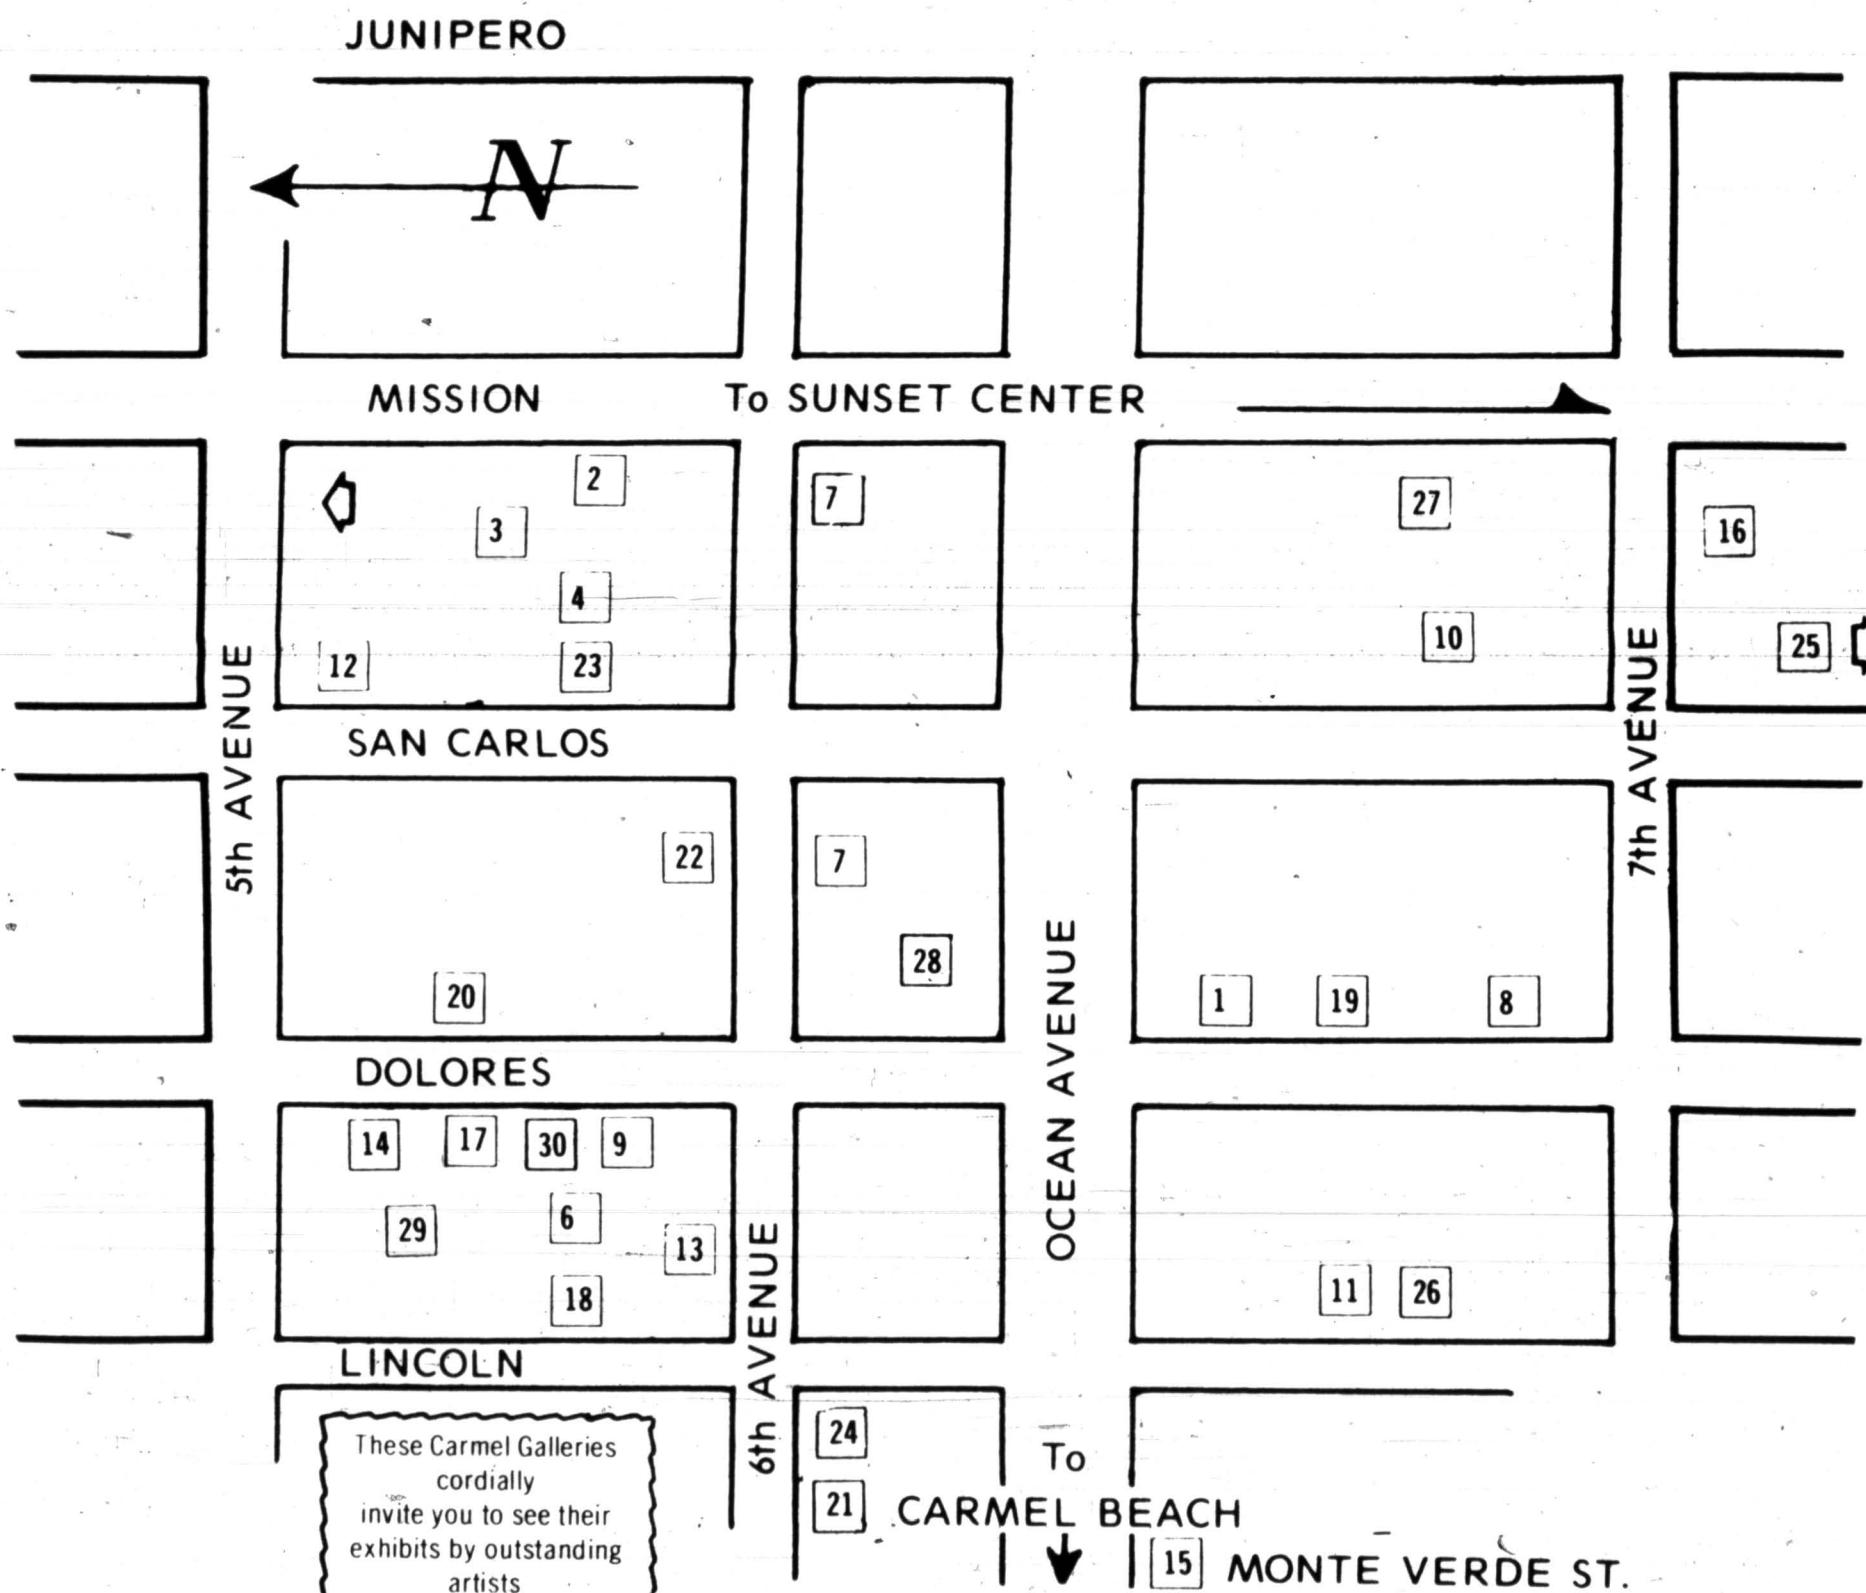 JUNIPERO
N
MISSION To SUNSET CENTER
2
7
27
3
16
4
10
12
23
25
5th AVENUE
7th AVENUE
SAN CARLOS
22
7
28
20
1
19
8
OCEAN AVENUE
DOLORES
14
17
30
9
29
6
13
18
11
26
6th AVENUE
LINCOLN
These Carmel Galleries
cordially
invite you to see their
exhibits by outstanding
artists
24
21
To
CARMEL BEACH
15
MONTE VERDE ST.